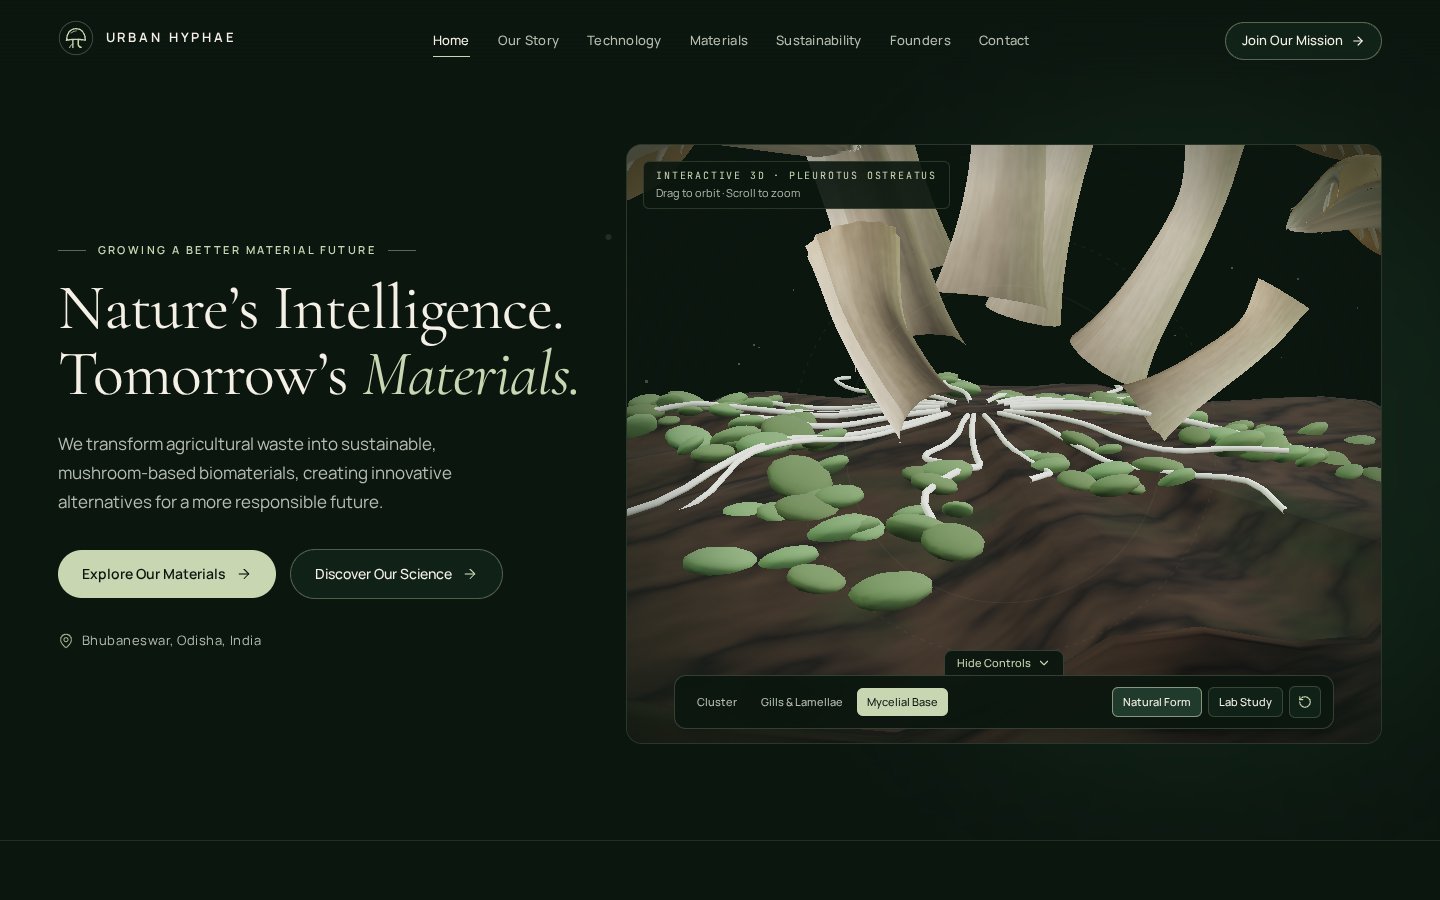 URBAN HYPHAE
Home
Our Story
Technology
Materials
Sustainability
Founders
Contact
Join Our Mission
GROWING A BETTER MATERIAL FUTURE
Nature’s Intelligence.
Tomorrow’s Materials.
We transform agricultural waste into sustainable,
mushroom-based biomaterials, creating innovative
alternatives for a more responsible future.
Explore Our Materials
Discover Our Science
Bhubaneswar, Odisha, India
INTERACTIVE 3D · PLEUROTUS OSTREATUS
Drag to orbit · Scroll to zoom
Hide Controls
Cluster
Gills & Lamellae
Mycelial Base
Natural Form
Lab Study